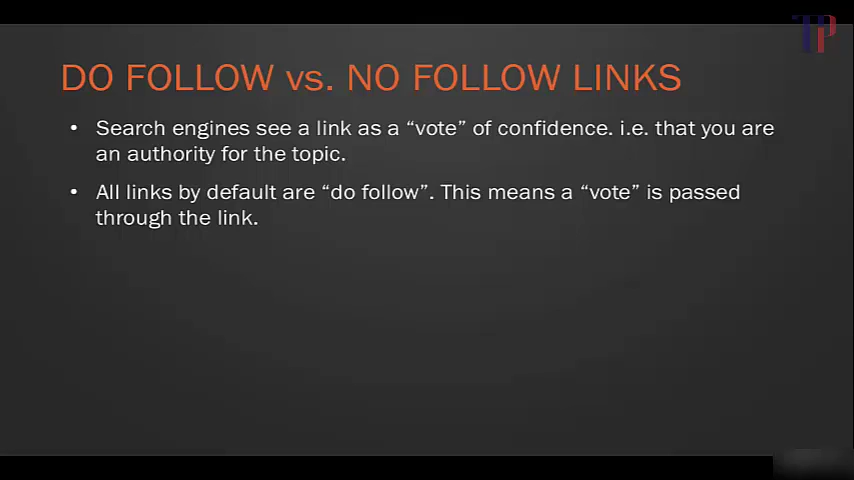 TP
DO FOLLOW vs. NO FOLLOW LINKS
• Search engines see a link as a “vote” of confidence. i.e. that you are
an authority for the topic.
• All links by default are “do follow”. This means a “vote” is passed
through the link.